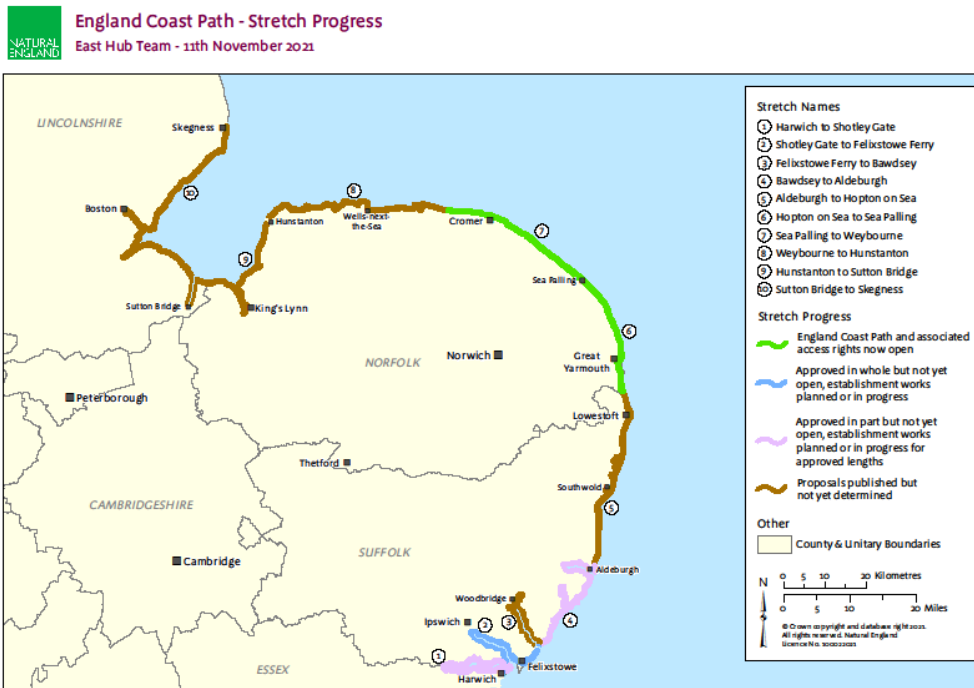 NATURAL
ENGLAND
England Coast Path - Stretch Progress
East Hub Team - 11th November 2021
LINCOLNSHIRE
Skegness
10
Boston
8
Hunstanton
Wells-next-
the-Sea
Cromer
7
9
Sea Palling
Sutton Bridge
King's Lynn
6
Norwich
Great
Yarmouth
NORFOLK
Peterborough
Lowestoft
Thetford
Southwold
CAMBRIDGESHIRE
5
SUFFOLK
Cambridge
Aldeburgh
Woodbridge
Ipswich
2
3
4
1
Felixstowe
ESSEX
Harwich
Stretch Names
1 Harwich to Shotley Gate
2 Shotley Gate to Felixstowe Ferry
3 Felixstowe Ferry to Bawdsey
4 Bawdsey to Aldeburgh
5 Aldeburgh to Hopton on Sea
6 Hopton on Sea to Sea Palling
7 Sea Palling to Weybourne
8 Weybourne to Hunstanton
9 Hunstanton to Sutton Bridge
10 Sutton Bridge to Skegness
Stretch Progress
England Coast Path and associated
access rights now open
Approved in whole but not yet
open, establishment works
planned or in progress
Approved in part but not yet
open, establishment works
planned or in progress for
approved lengths
Proposals published but
not yet determined
Other
County & Unitary Boundaries
N
0 5 10 20 Kilometres
0 5 10 20 Miles
© Crown copyright and database right 2021.
All rights reserved. Natural England
Licence No. 100022021